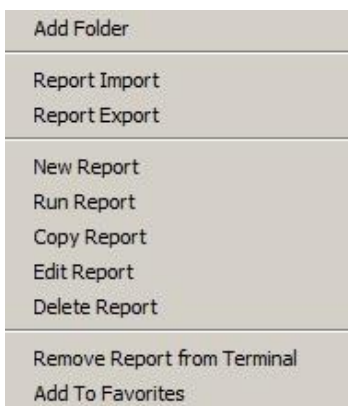 Add Folder
Report Import
Report Export
New Report
Run Report
Copy Report
Edit Report
Delete Report
Remove Report from Terminal
Add To Favorites